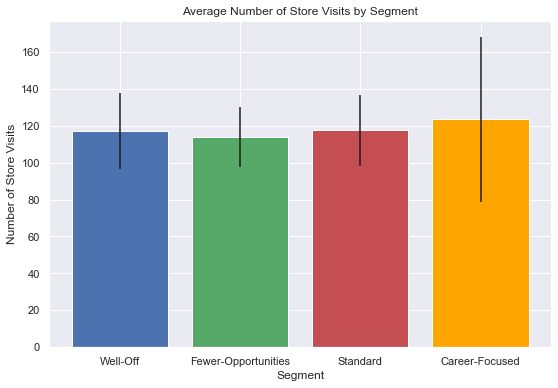 Average Number of Store Visits by Segment
Number of Store Visits
160
140
120
100
80
60
40
20
0
Well-Off
Fewer-Opportunities
Standard
Career-Focused
Segment